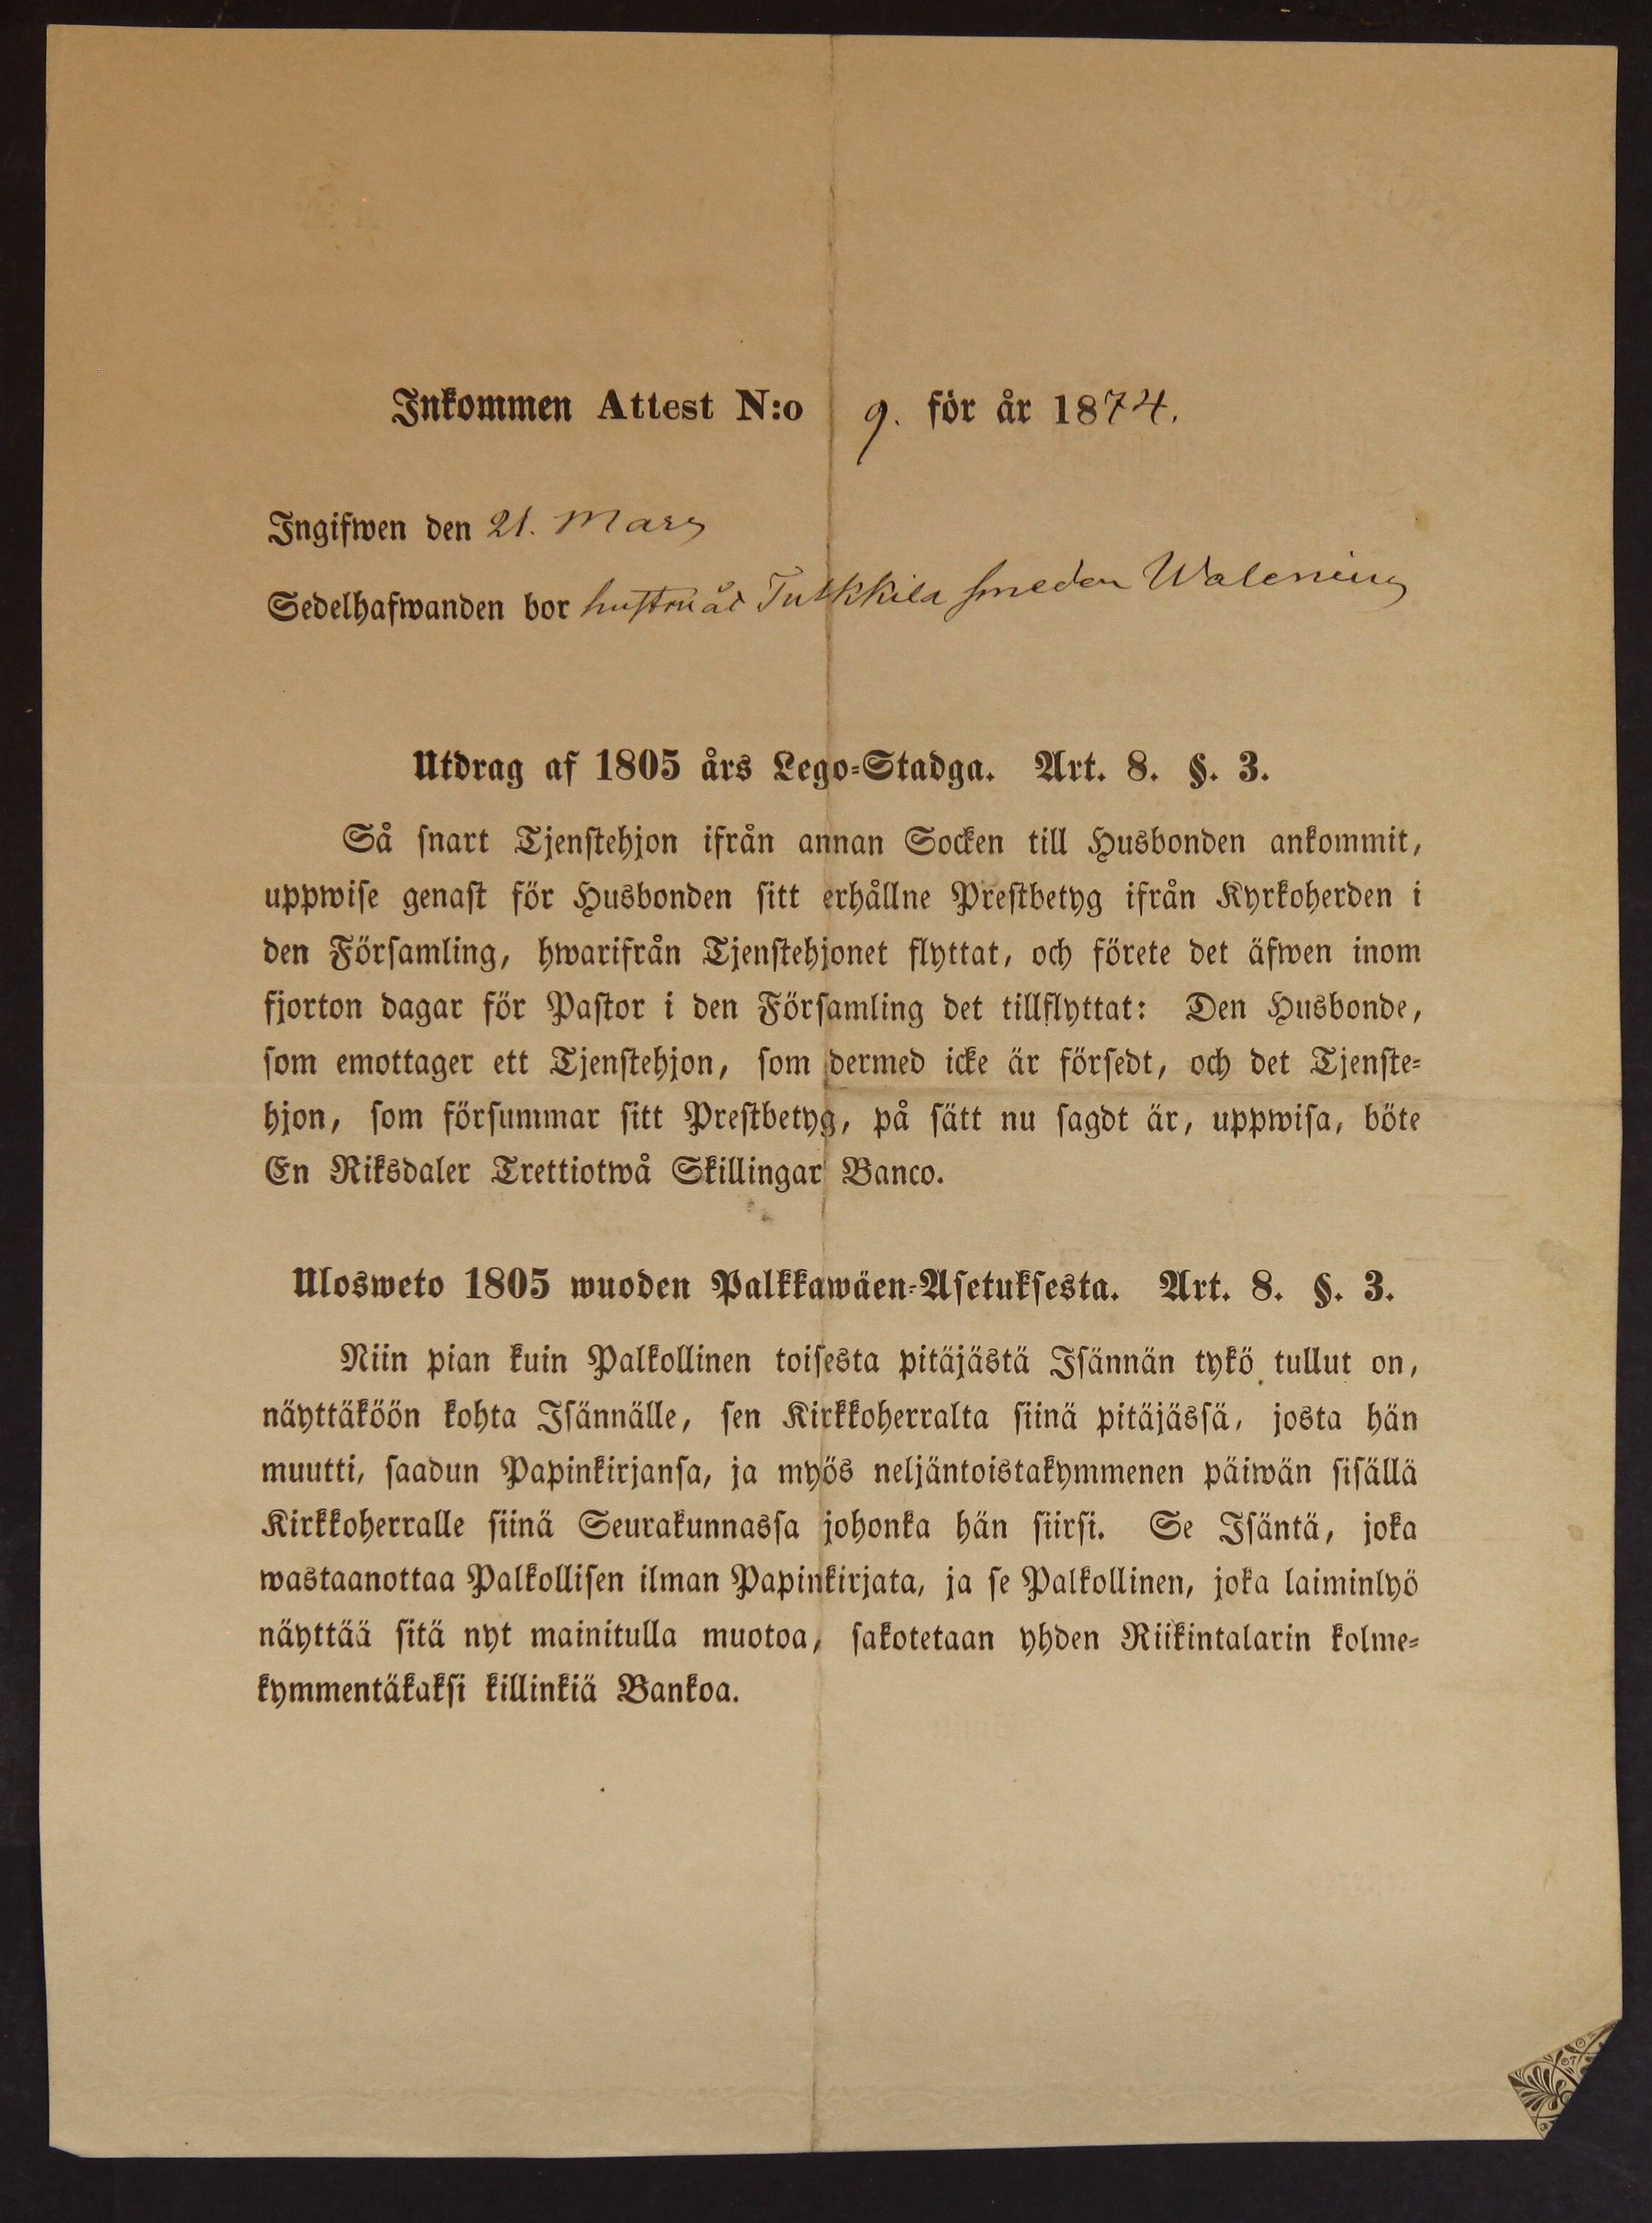 Inkommen Attest N:o 9. för år 1874.
Ingifwen den 21. Mars
Sedelhafwanden bor hustru åt Tulkkila smeden Walenius
Utdrag af 1805 års Lego-Stadga. Art. 8. §. 3.
Så snart Tjenstehjon ifrån annan Socken till Husbonden ankommit,
uppwise genast för Husbonden sitt erhållne Prestbetyg ifrån Kyrkoherden i
den Församling, hwarifrån Tjenstehjonet flyttat, och förete det äfwen inom
fjorton dagar för Pastor i den Församling det tillflyttat: Den Husbonde,
som emottager ett Tjenstehjon, som dermed icke är försedt, och det Tjenste-
hjon, som försummar sitt Prestbetyg, på sätt nu sagdt är, uppwisa, böte
En Riksdaler Trettiotwå Skillingar Banco.
Ulosweto 1805 wuoden Palkkawäen-Asetuksesta. Art. 8. §. 3.
Niin pian kuin Palkollinen toisesta pitäjästä Isännän tykö tullut on,
näyttäköön kohta Isännälle, sen Kirkkoherralta siinä pitäjässä, josta hän
muutti, saadun Papinkirjansa, ja myös neljäntoistakymmenen päiwän sisällä
Kirkkoherralle siinä Seurakunnassa johonka hän siirsi. Se Isäntä, joka
wastaanottaa Palkollisen ilman Papinkirjata, ja se Palkollinen, joka laiminlyö
näyttää sitä nyt mainitulla muotoa, sakotetaan yhden Riikintalarin kolme-
kymmentäkaksi killinkiä Bankoa.